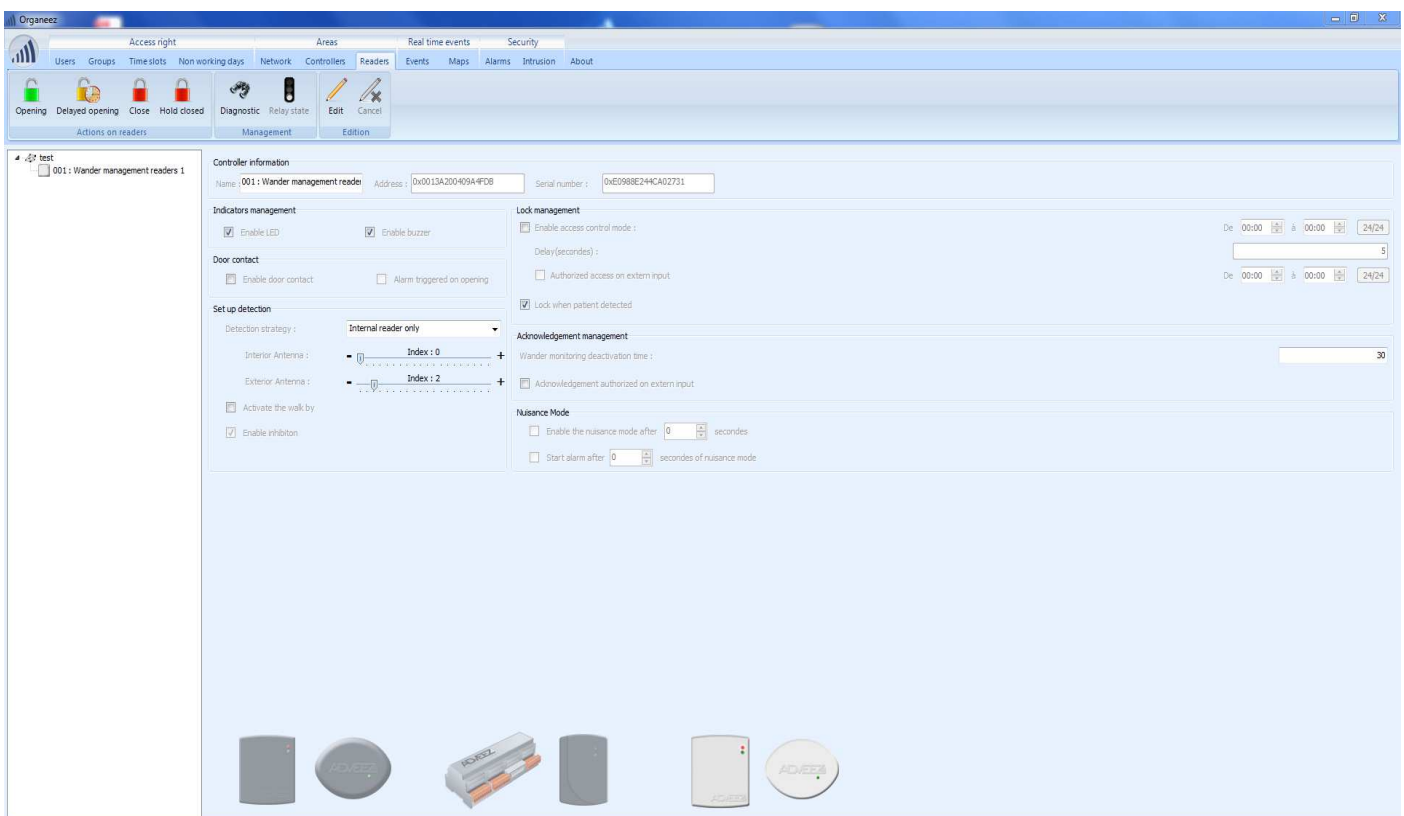 Organeez
Access right Areas Real time events Security
Users Groups Time slots Non working days Network Controllers Readers Events Maps Alarms Intrusion About
Opening Delayed opening Close Hold closed Diagnostic Relay state Edit Cancel
Actions on readers Management Edition
test
001 : Wander management readers 1
Controller information
Name : 001 : Wander management reader Address : 0x0013A200409A4FDB Serial number : 0xE0988E244CA02731
Indicators management
Enable LED Enable buzzer
Door contact
Enable door contact Alarm triggered on opening
Set up detection
Detection strategy : Internal reader only
Interior Antenna : - Index : 0 +
Exterior Antenna : - Index : 2 +
Activate the walk by
Enable inhibiton
Lock management
Enable access control mode : De 00:00 à 00:00 24/24
Delay(secondes) : 5
Authorized access on extern input De 00:00 à 00:00 24/24
Lock when patient detected
Acknowledgement management
Wander monitoring deactivation time : 30
Acknowledgement authorized on extern input
Nuisance Mode
Enable the nuisance mode after 0 secondes
Start alarm after 0 secondes of nuisance mode
ADVEEZ
ADVEEZ
ADVEEZ
ADVEEZ